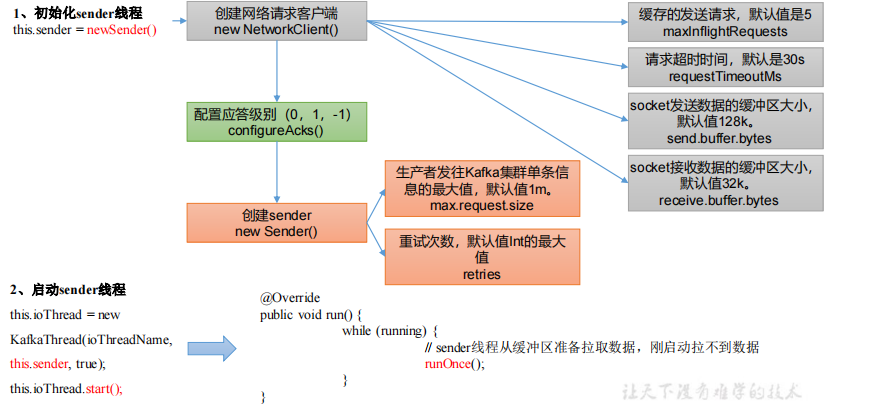 1、初始化sender线程
this.sender = newSender()
创建网络请求客户端
new NetworkClient()
缓存的发送请求，默认值是5
maxInflightRequests
请求超时时间，默认是30s
requestTimeoutMs
socket发送数据的缓冲区大小，
默认值128k。
send.buffer.bytes
socket接收数据的缓冲区大小，
默认值32k。
receive.buffer.bytes
配置应答级别（0，1，-1）
configureAcks()
创建sender
new Sender()
生产者发往Kafka集群单条信
息的最大值，默认值1m。
max.request.size
重试次数，默认值Int的最大
值
retries
2、启动sender线程
this.ioThread = new
KafkaThread(ioThreadName,
this.sender, true);
this.ioThread.start();
@Override
public void run() {
while (running) {
// sender线程从缓冲区准备拉取数据，刚启动拉不到数据
runOnce();
}
}
让天下没有难学的技术